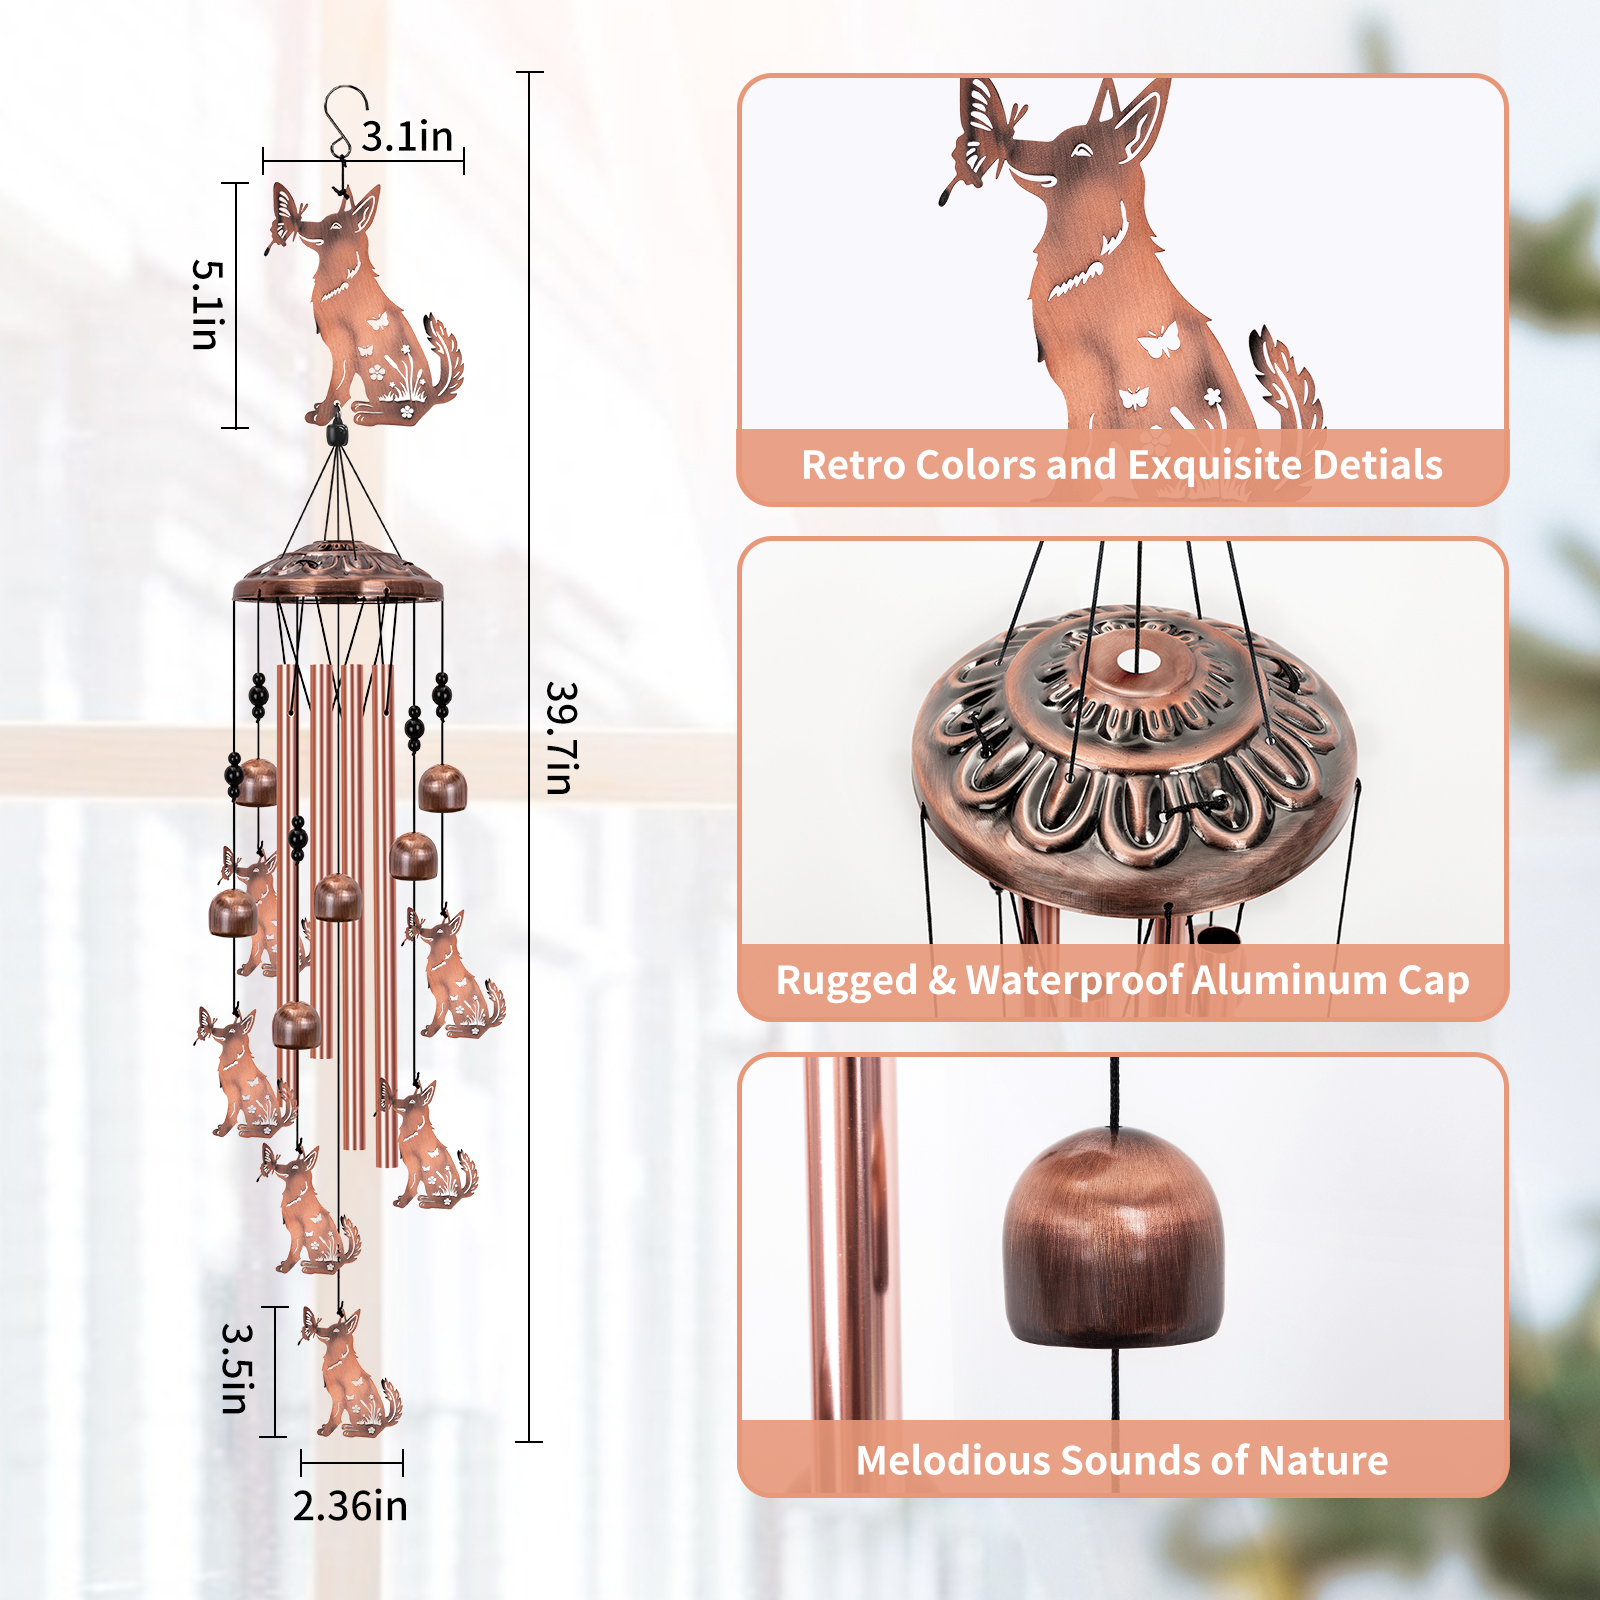 3.1in
5.1in
39.7in
3.5in
2.36in
Retro Colors and Exquisite Detials
Rugged & Waterproof Aluminum Cap
Melodious Sounds of Nature